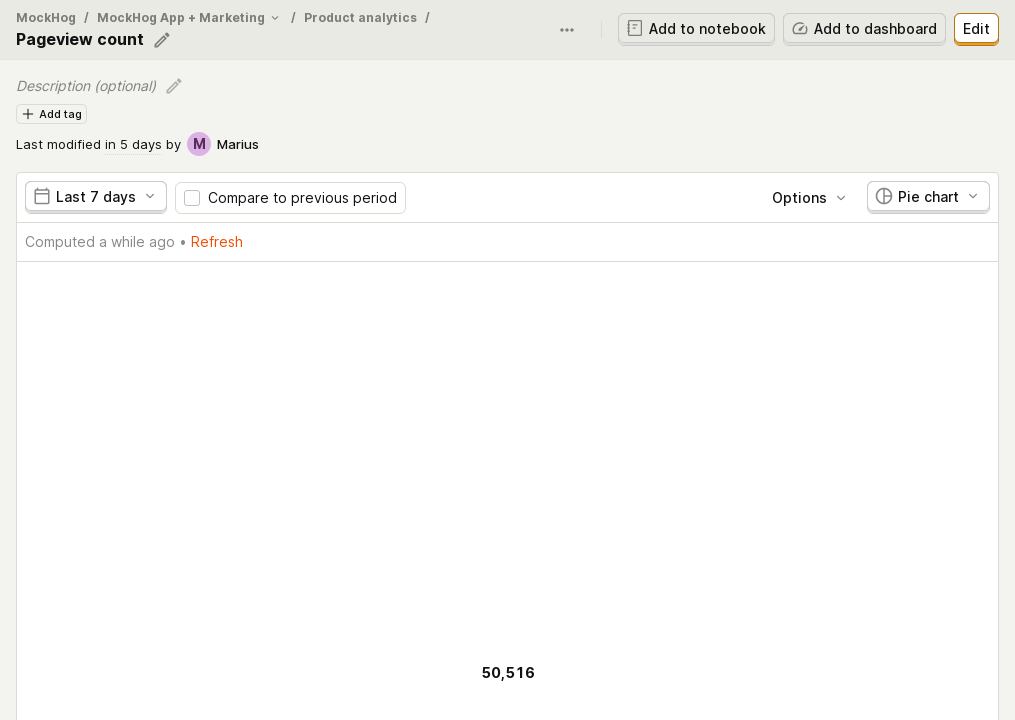 MockHog / MockHog App + Marketing / Product analytics /
Pageview count
Add to notebook
Add to dashboard
Edit
Description (optional)
Add tag
Last modified in 5 days by M Marius
Last 7 days
Compare to previous period
Options
Pie chart
Computed a while ago • Refresh
50,516